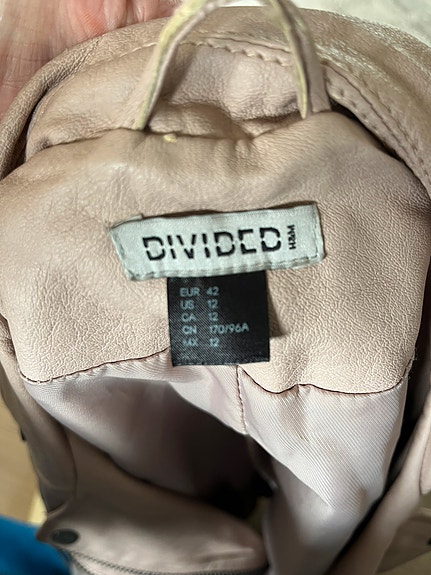 DIVIDED
H&M
EUR 42
US 12
CA 12
CN 170/96A
MX 12